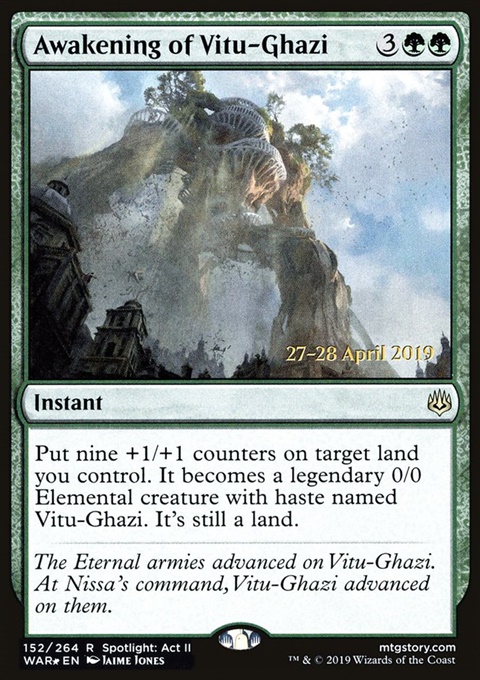 Awakening of Vitu-Ghazi 3
27–28 April 2019
Instant
Put nine +1/+1 counters on target land
you control. It becomes a legendary 0/0
Elemental creature with haste named
Vitu-Ghazi. It's still a land.
The Eternal armies advanced on Vitu-Ghazi.
At Nissa's command, Vitu-Ghazi advanced
on them.
152/264 R Spotlight: Act II
mtgstory.com
WAR★EN Jaime Jones
™ & © 2019 Wizards of the Coast